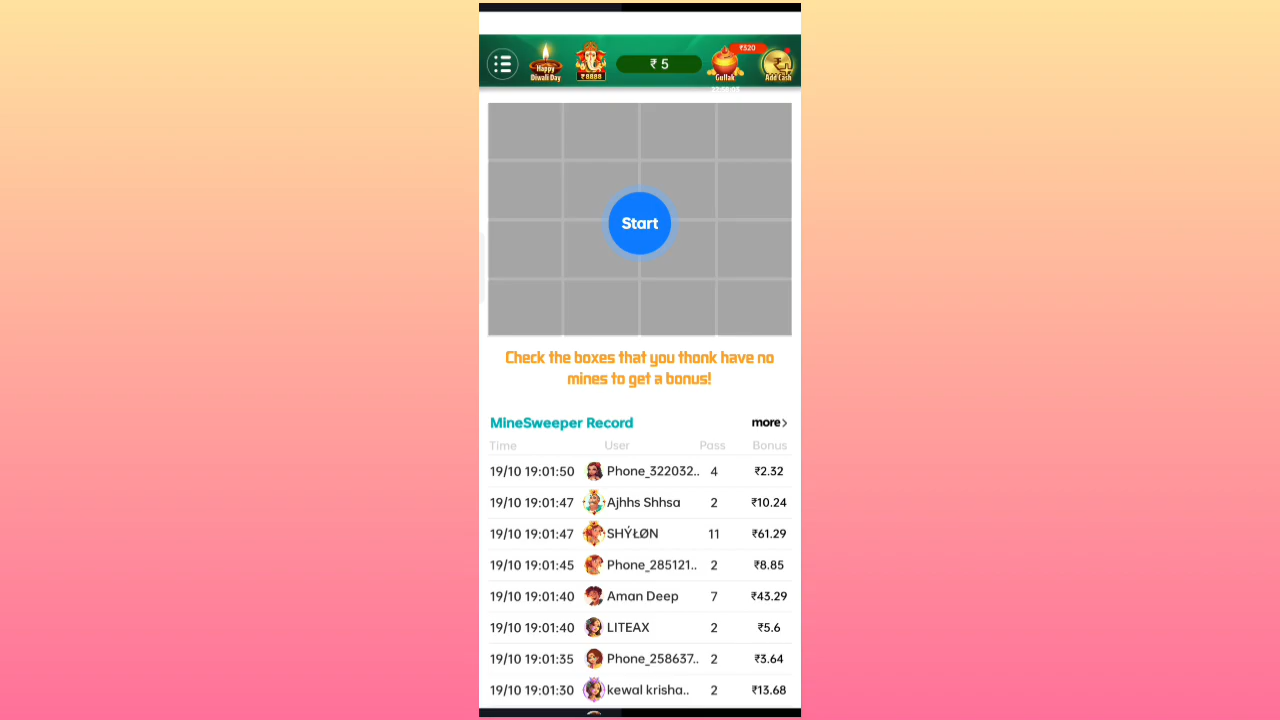 Happy
Diwali Day
₹8888
₹ 5
₹320
Gullak
Add Cash
Start
Check the boxes that you thonk have no
mines to get a bonus!
MineSweeper Record
more
Time User Pass Bonus
19/10 19:01:50 Phone_322032.. 4 ₹2.32
19/10 19:01:47 Ajhhs Shhsa 2 ₹10.24
19/10 19:01:47 SHÝŁØN 11 ₹61.29
19/10 19:01:45 Phone_285121.. 2 ₹8.85
19/10 19:01:40 Aman Deep 7 ₹43.29
19/10 19:01:40 LITEAX 2 ₹5.6
19/10 19:01:35 Phone_258637.. 2 ₹3.64
19/10 19:01:30 kewal krisha.. 2 ₹13.68